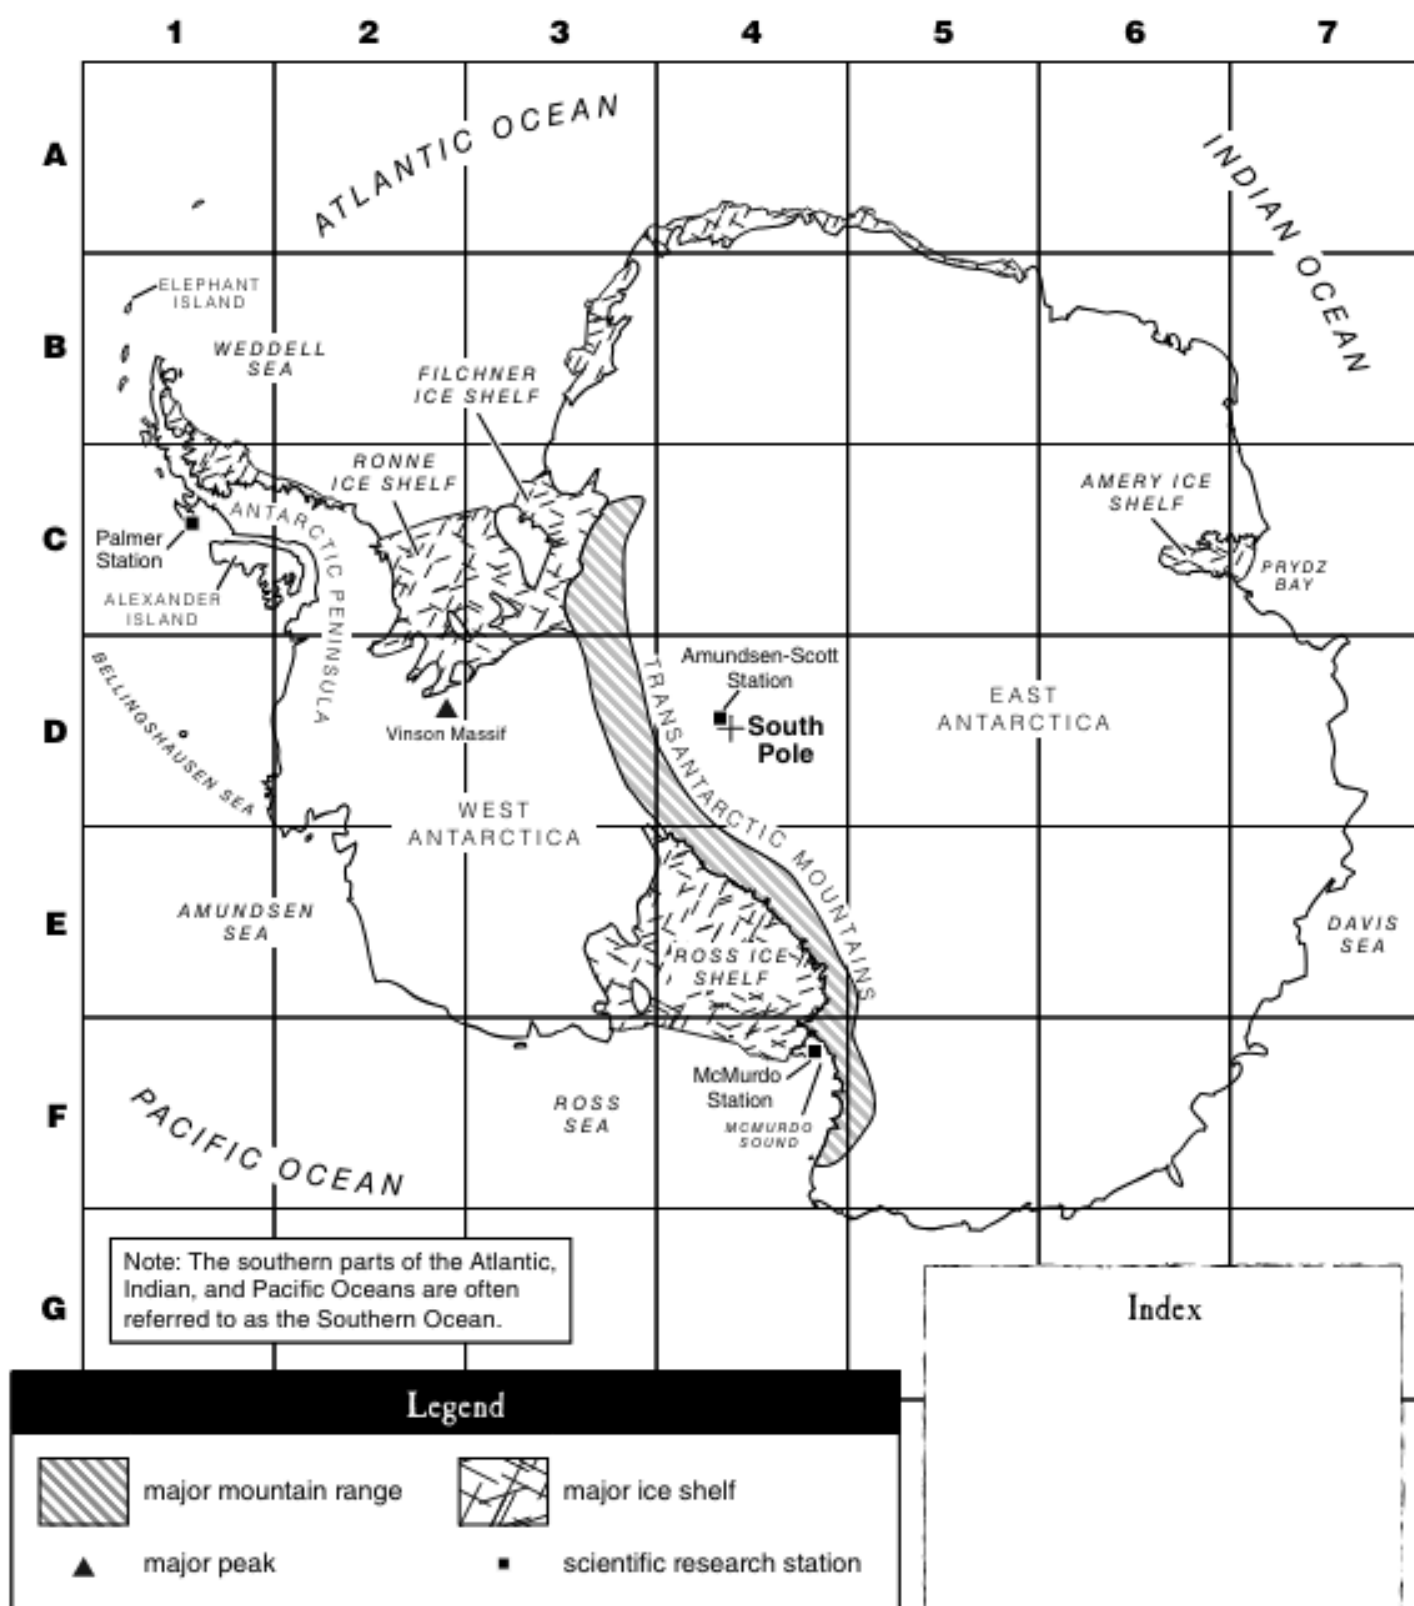 1 2 3 4 5 6 7
A
ATLANTIC OCEAN
INDIAN OCEAN
B
ELEPHANT
ISLAND
WEDDELL
SEA
FILCHNER
ICE SHELF
C
RONNE
ICE SHELF
AMERY ICE
SHELF
PRYDZ
BAY
ANTARCTIC PENINSULA
Palmer
Station
ALEXANDER
ISLAND
D
BELLINGSHAUSEN SEA
Vinson Massif
Amundsen-Scott
Station
South
Pole
EAST
ANTARCTICA
TRANSANTARCTIC MOUNTAINS
WEST
ANTARCTICA
E
AMUNDSEN
SEA
ROSS ICE
SHELF
DAVIS
SEA
F
PACIFIC OCEAN
ROSS
SEA
McMurdo
Station
MCMURDO
SOUND
G
Note: The southern parts of the Atlantic,
Indian, and Pacific Oceans are often
referred to as the Southern Ocean.
Index
Legend
major mountain range
major ice shelf
major peak
scientific research station